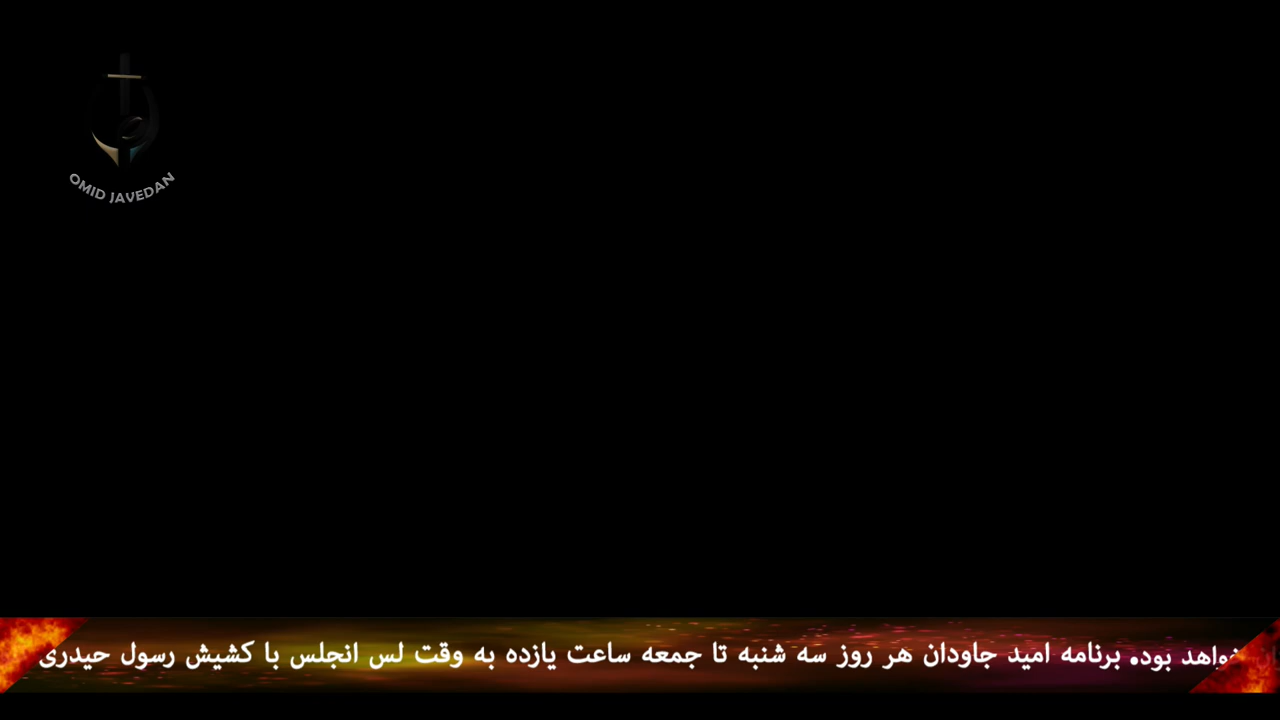 OMID JAVEDAN
خواهد بود. برنامه امید جاودان هر روز سه شنبه تا جمعه ساعت یازده به وقت لس انجلس با کشیش رسول حیدری